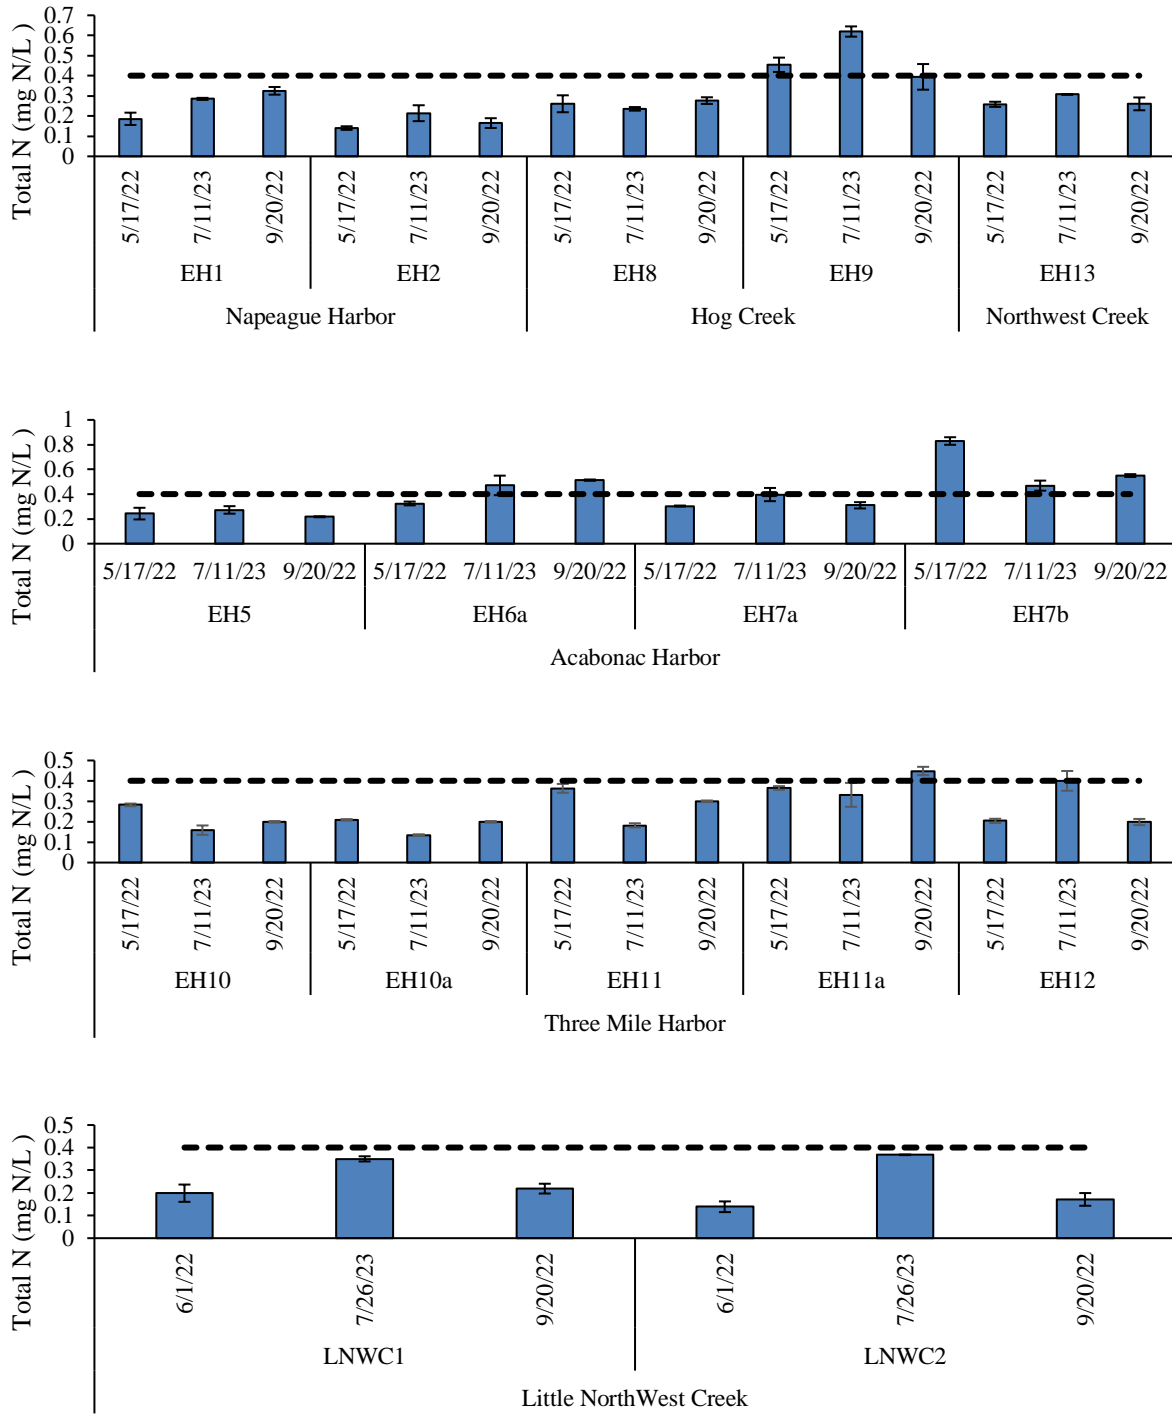 Total N (mg N/L )
0.7
0.6
0.5
0.4
0.3
0.2
0.1
0
5/17/22 7/11/23 9/20/22 5/17/22 7/11/23 9/20/22 5/17/22 7/11/23 9/20/22 5/17/22 7/11/23 9/20/22 5/17/22 7/11/23 9/20/22
EH1 EH2 EH8 EH9 EH13
Napeague Harbor Hog Creek Northwest Creek
Total N (mg N/L )
1
0.8
0.6
0.4
0.2
0
5/17/22 7/11/23 9/20/22 5/17/22 7/11/23 9/20/22 5/17/22 7/11/23 9/20/22 5/17/22 7/11/23 9/20/22
EH5 EH6a EH7a EH7b
Acabonac Harbor
Total N (mg N/L )
0.5
0.4
0.3
0.2
0.1
0
5/17/22 7/11/23 9/20/22 5/17/22 7/11/23 9/20/22 5/17/22 7/11/23 9/20/22 5/17/22 7/11/23 9/20/22 5/17/22 7/11/23 9/20/22
EH10 EH10a EH11 EH11a EH12
Three Mile Harbor
Total N (mg N/L )
0.5
0.4
0.3
0.2
0.1
0
6/1/22 7/26/23 9/20/22 6/1/22 7/26/23 9/20/22
LNWC1 LNWC2
Little NorthWest Creek